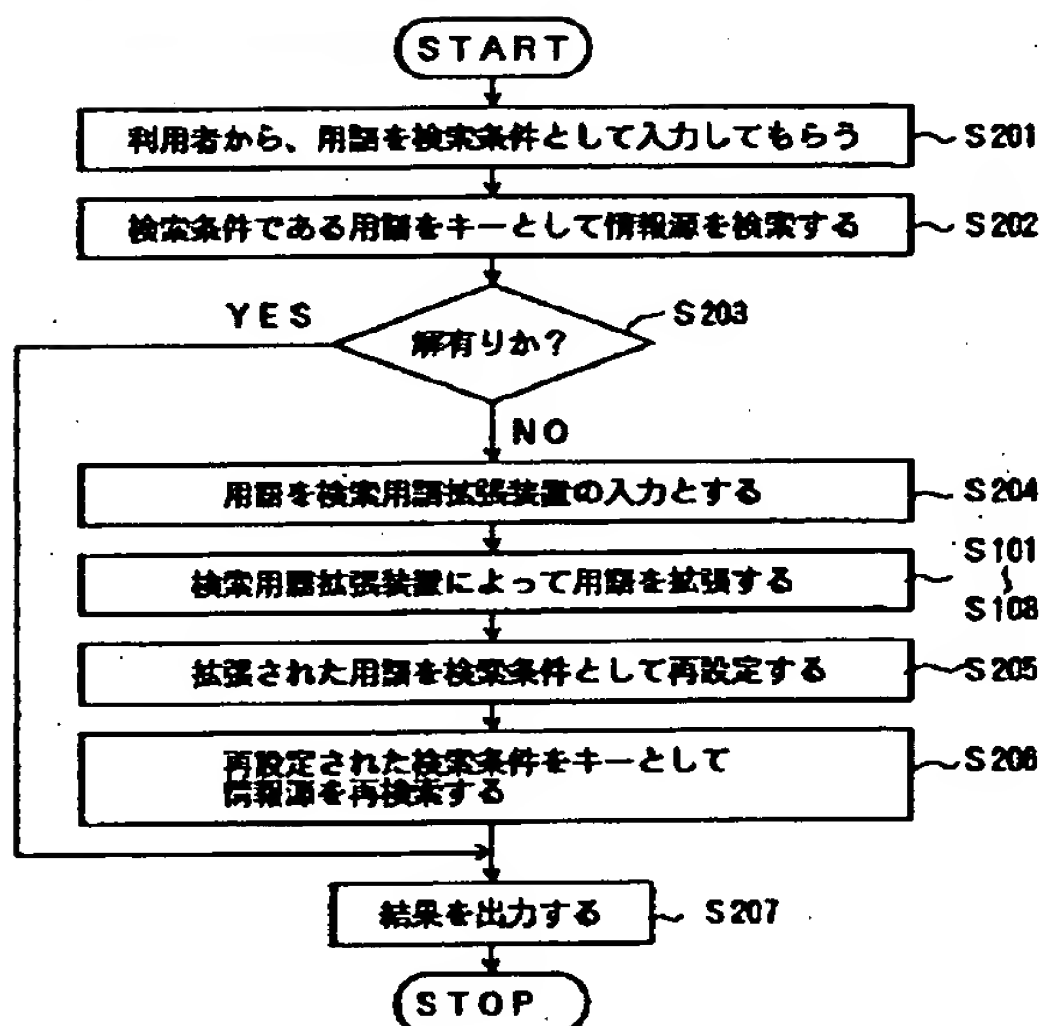 START
利用者から、用語を検索条件として入力してもらう
S201
検索条件である用語をキーとして情報源を検索する
S202
解有りか?
S203
YES
NO
用語を検索用語拡張装置の入力とする
S204
検索用語拡張装置によって用語を拡張する
S101
S108
拡張された用語を検索条件として再設定する
S205
再設定された検索条件をキーとして
情報源を再検索する
S206
結果を出力する
S207
STOP